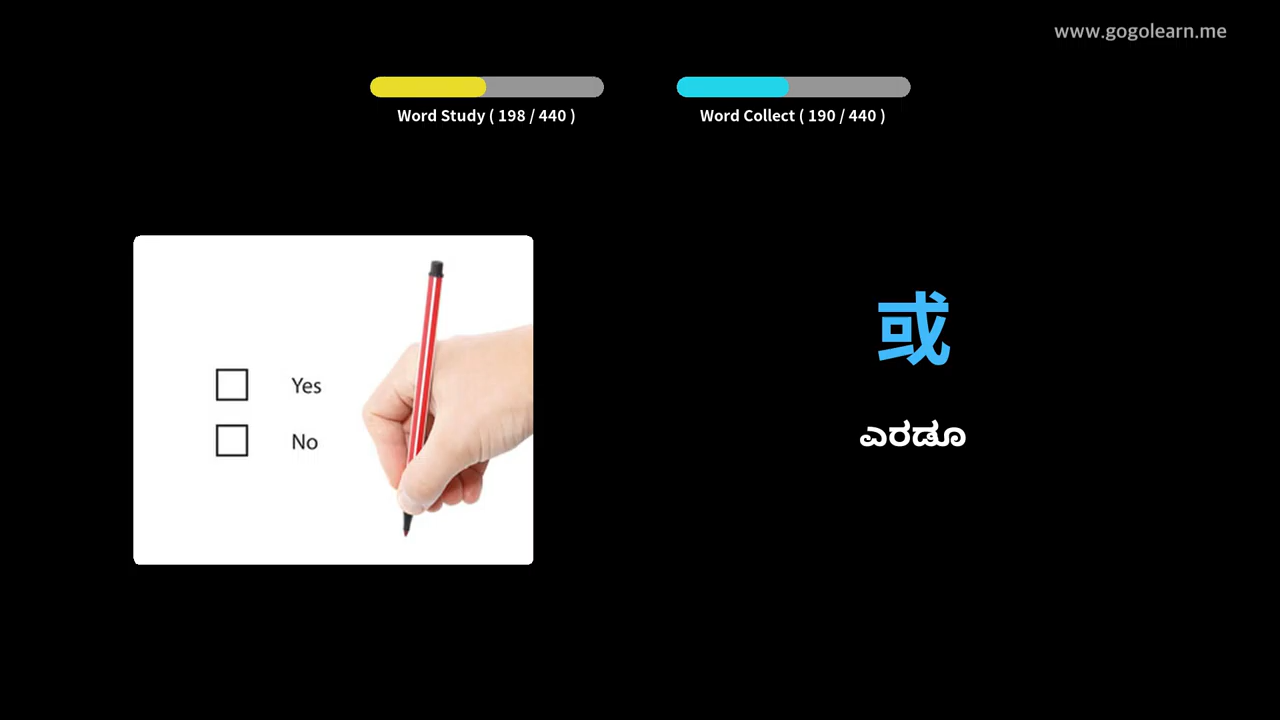 www.gogolearn.me
Word Study ( 198 / 440 )
Word Collect ( 190 / 440 )
Yes
No
或
ಎರಡೂ